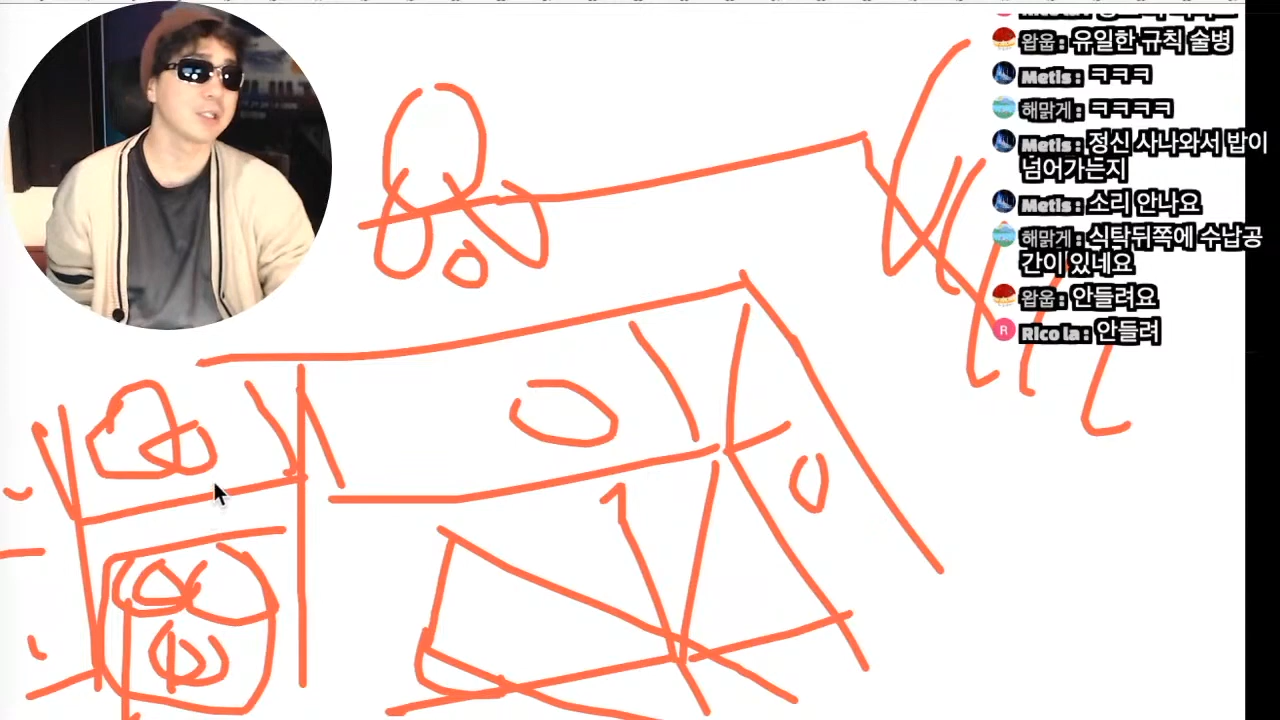 왑웁 : 유일한 규칙 술병
Metis : ㅋㅋㅋ
해맑게 : ㅋㅋㅋㅋ
Metis : 정신 사나와서 밥이
넘어가는지
Metis : 소리 안나요
해맑게 : 식탁뒤쪽에 수납공
간이 있네요
왑웁 : 안들려요
R Rico la : 안들려